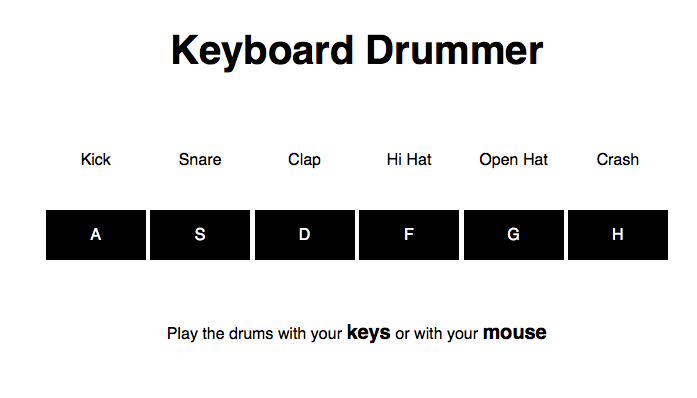 Keyboard Drummer
Kick Snare Clap Hi Hat Open Hat Crash
A S D F G H
Play the drums with your keys or with your mouse